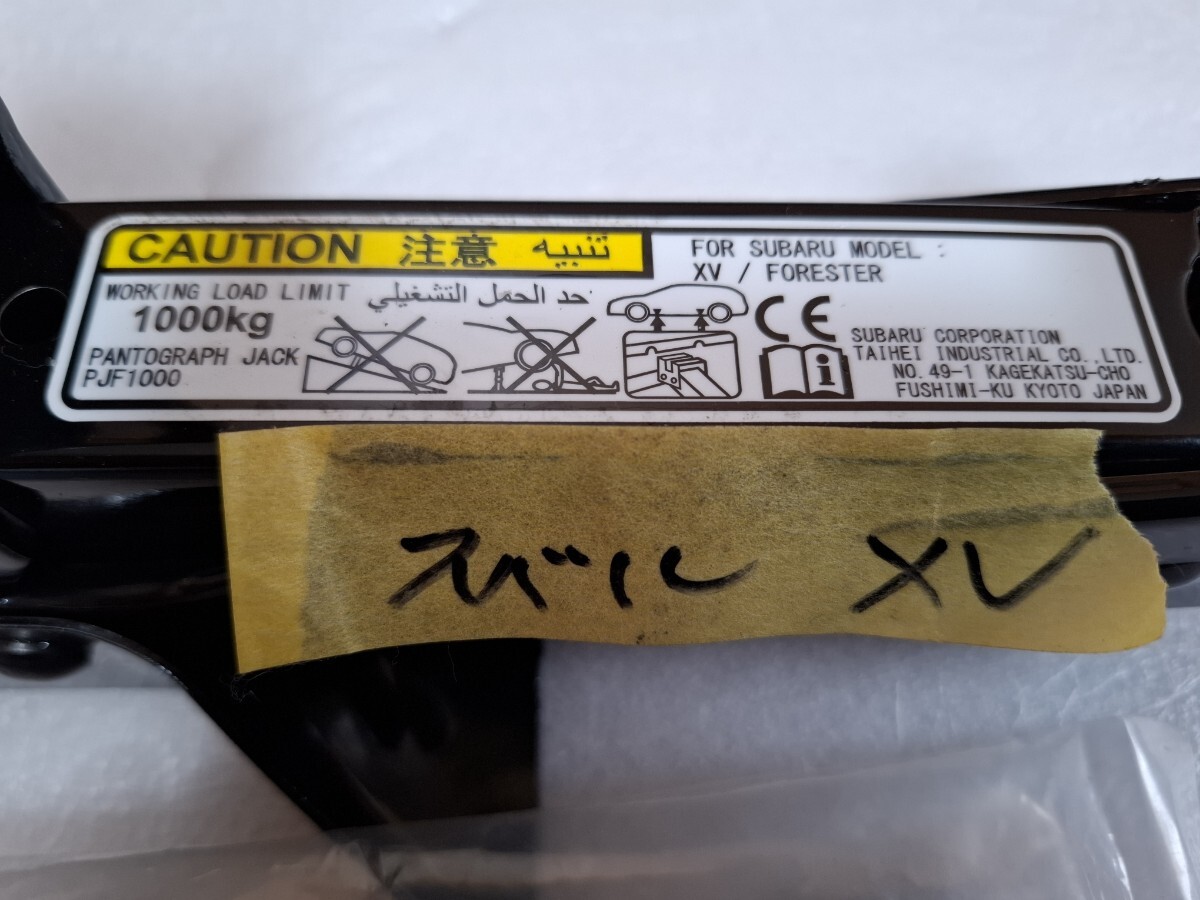 CAUTION 注意 تنبيه
WORKING LOAD LIMIT حد الحمل التشغيلي
1000kg
PANTOGRAPH JACK
PJF1000
FOR SUBARU MODEL :
XV / FORESTER
CE
i
SUBARU CORPORATION
TAIHEI INDUSTRIAL CO.,LTD.
NO.49-1 KAGEKATSU-CHO
FUSHIMI-KU KYOTO JAPAN
スバル XV